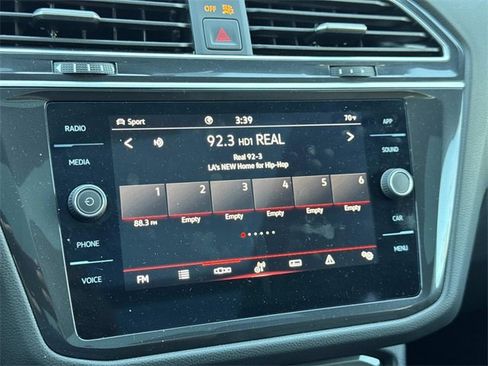 OFF
RADIO
MEDIA
PHONE
VOICE
Sport
3:39
70°F
92.3 HD1 REAL
Real 92-3
LA's NEW Home for Hip-Hop
1 2 3 4 5 6
88.3 FM Empty Empty Empty Empty Empty
FM
APP
SOUND
CAR
MENU